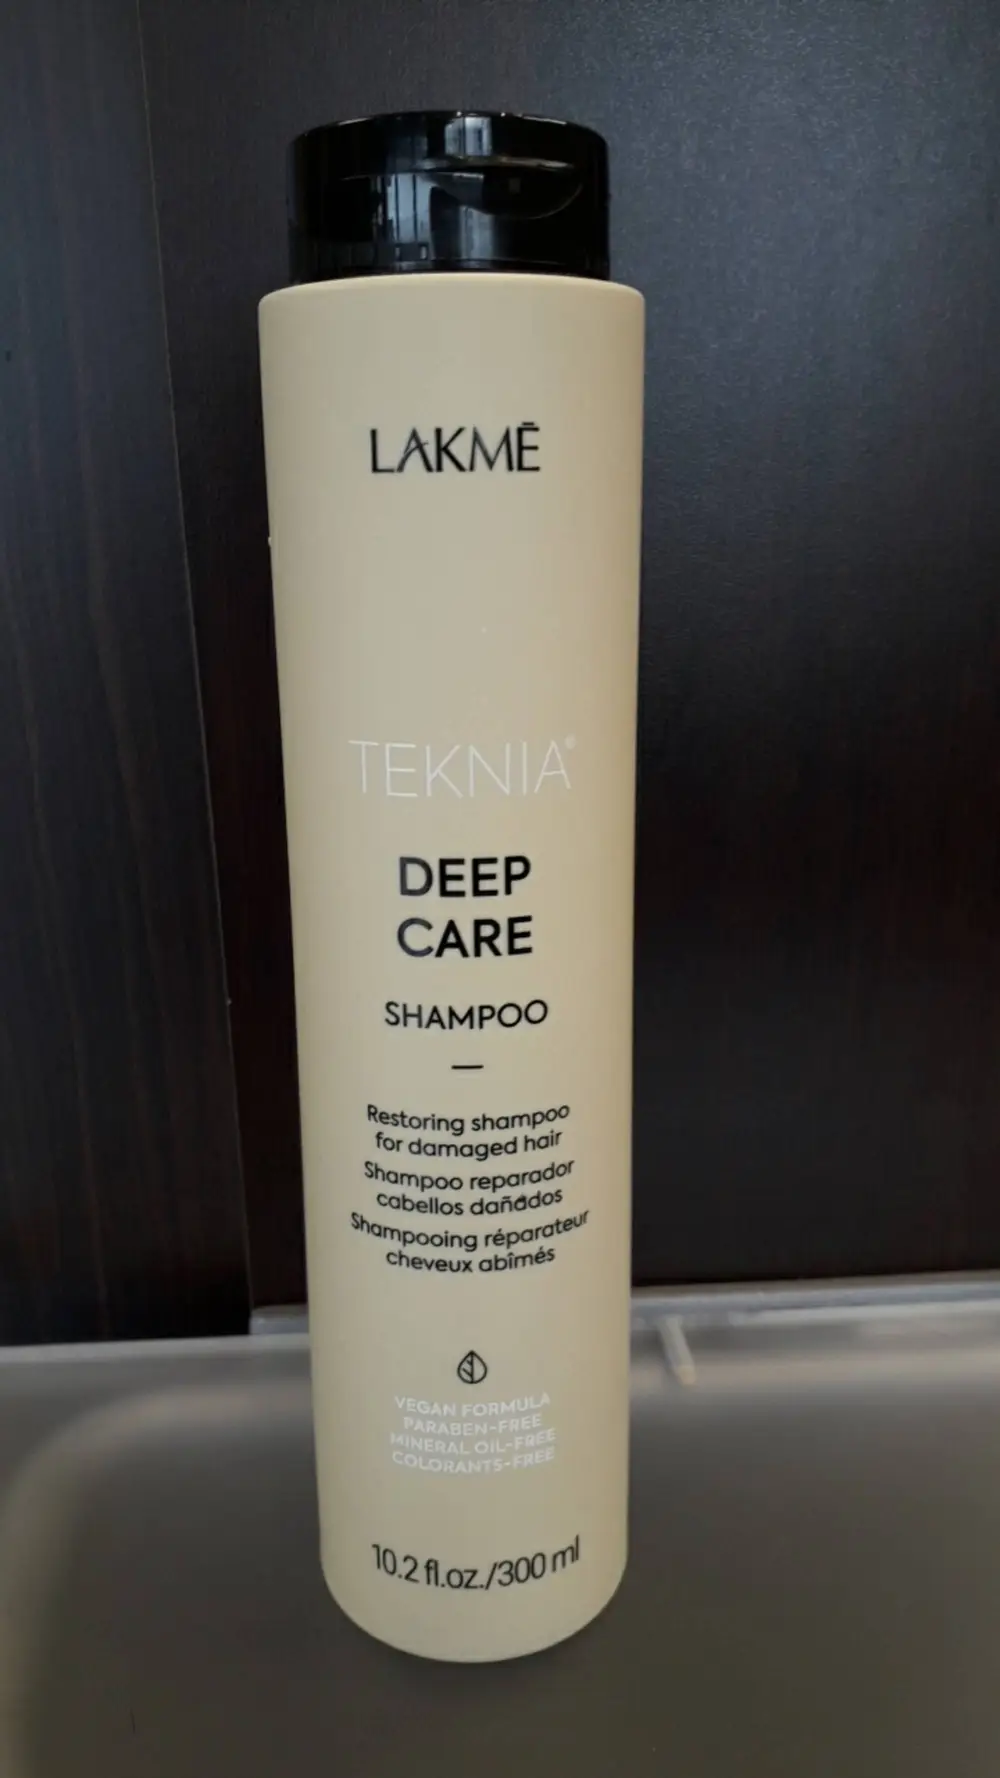 LAKMĒ
TEKNIA®
DEEP
CARE
SHAMPOO
Restoring shampoo
for damaged hair
Shampoo reparador
cabellos dañados
Shampooing réparateur
cheveux abîmés
VEGAN FORMULA
PARABEN-FREE
MINERAL OIL-FREE
COLORANTS-FREE
10.2 fl.oz./300 ml